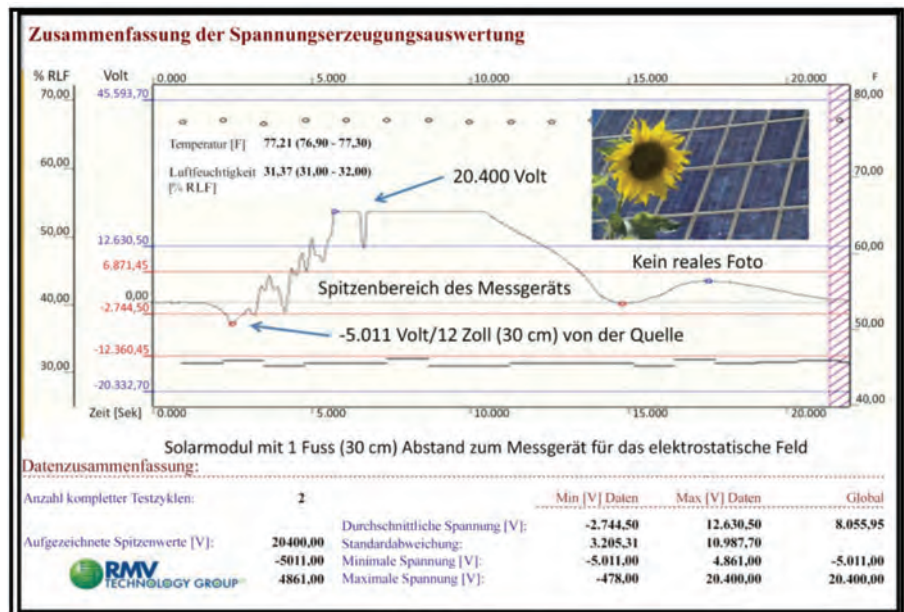 Zusammenfassung der Spannungserzeugungsauswertung
% RLF Volt 0.000 5.000 10.000 15.000 20.000 F
70,00 45.593,70 80,00
Temperatur [F] 77,21 (76,90 - 77,30)
60,00 Luftfeuchtigkeit 31,37 (31,00 - 32,00) 70,00
[% RLF]
20.400 Volt
50,00 12.630,50 60,00
Kein reales Foto
6.871,45
Spitzenbereich des Messgeräts
40,00 0,00
-2.744,50 50,00
-5.011 Volt/12 Zoll (30 cm) von der Quelle
-12.360,45
30,00
-20.332,70 40,00
Zeit [Sek] 0.000 5.000 10.000 15.000 20.000
Solarmodul mit 1 Fuss (30 cm) Abstand zum Messgerät für das elektrostatische Feld
Datenzusammenfassung:
Anzahl kompletter Testzyklen: 2 Min [V] Daten Max [V] Daten Global
Durchschnittliche Spannung [V]: -2.744,50 12.630,50 8.055,95
Aufgezeichnete Spitzenwerte [V]: 20400,00 Standardabweichung: 3.205,31 10.987,70
-5011,00 Minimale Spannung [V]: -5.011,00 4.861,00 -5.011,00
4861,00 Maximale Spannung [V]: -478,00 20.400,00 20.400,00
RMV
TECHNOLOGY GROUP